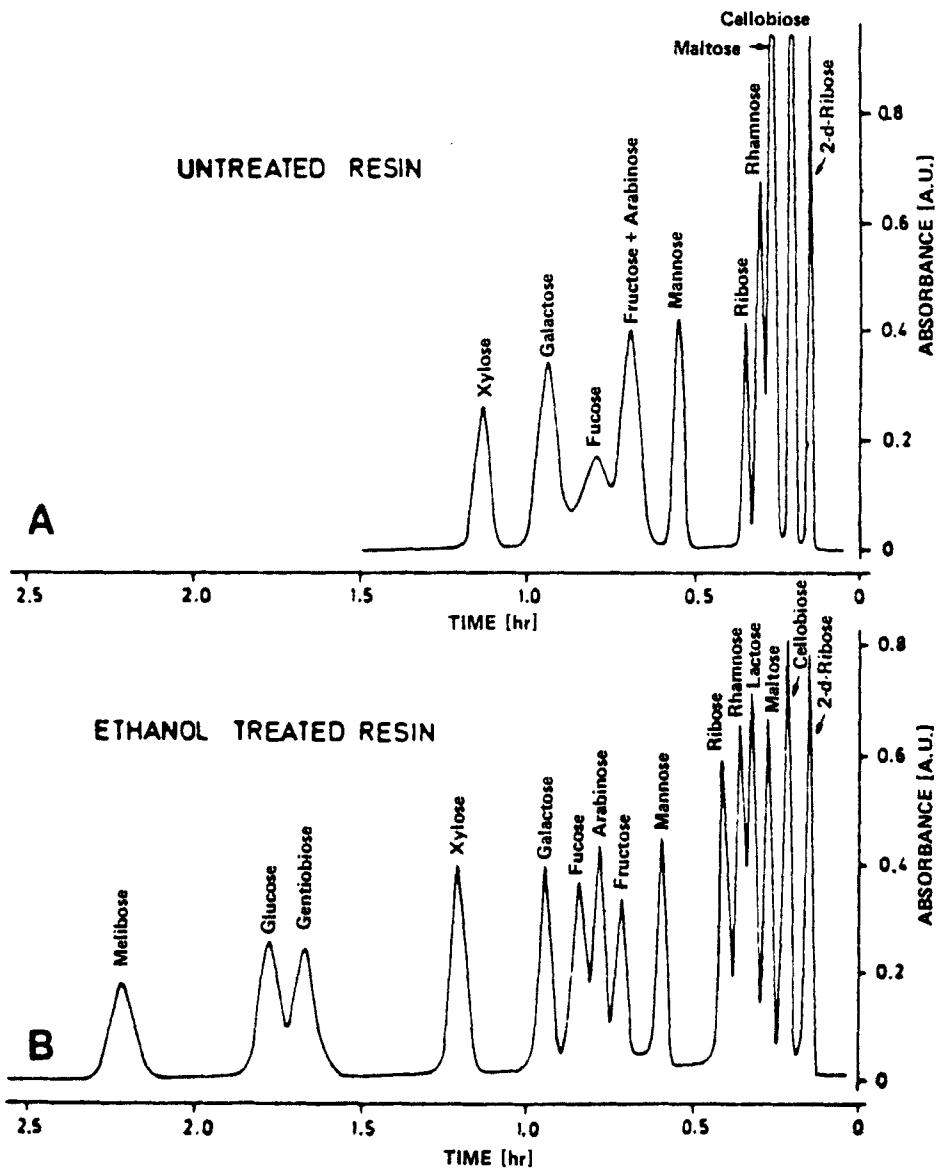 Cellobiose
Maltose
Rhamnose
2-d-Ribose
0.8
UNTREATED RESIN
Fructose + Arabinose
0.6
Mannose
Ribose
Galactose
0.4
Xylose
Fucose
0.2
A
0
ABSORBANCE [A.U.]
2.5 2.0 1.5 1.0 0.5 0
TIME [hr]
Cellobiose
2-d-Ribose
0.8
Lactose
Rhamnose
Maltose
Ribose
ETHANOL TREATED RESIN
0.6
Mannose
Arabinose
Xylose
Galactose
Fucose
Fructose
0.4
Glucose
Gentiobiose
Melibose
0.2
B
0
ABSORBANCE [A.U.]
2.5 2.0 1.5 1.0 0.5 0
TIME [hr]